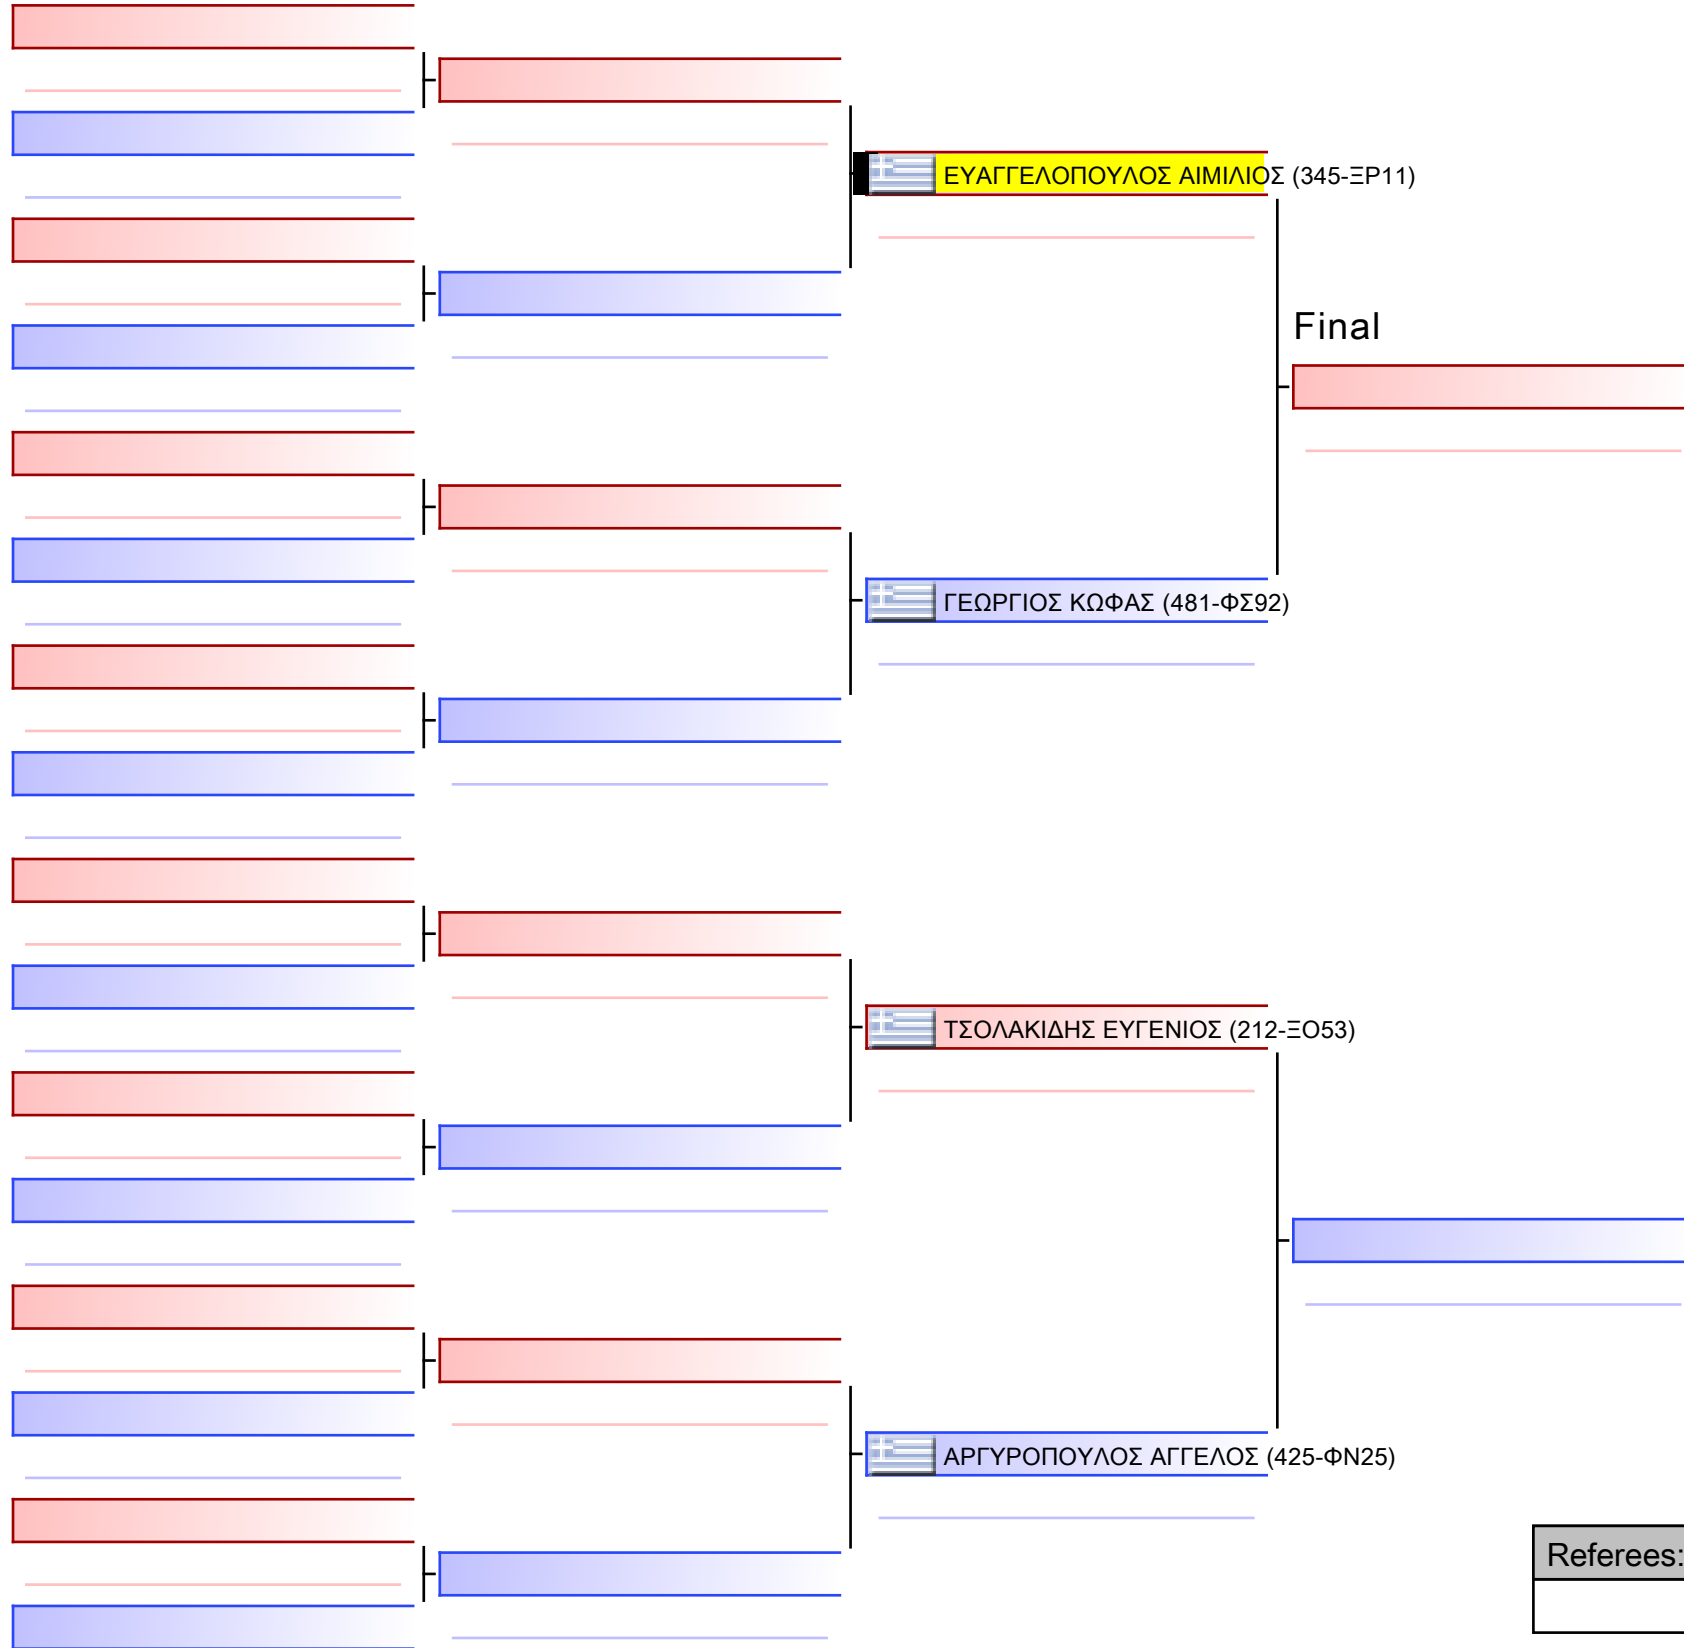 ΕΥΑΓΓΕΛΟΠΟΥΛΟΣ ΑΙΜΙΛΙΟΣ (345-ΞΡ11)
Final
ΓΕΩΡΓΙΟΣ ΚΩΦΑΣ (481-ΦΣ92)
ΤΣΟΛΑΚΙΔΗΣ ΕΥΓΕΝΙΟΣ (212-ΞΟ53)
ΑΡΓΥΡΟΠΟΥΛΟΣ ΑΓΓΕΛΟΣ (425-ΦΝ25)
Referees: